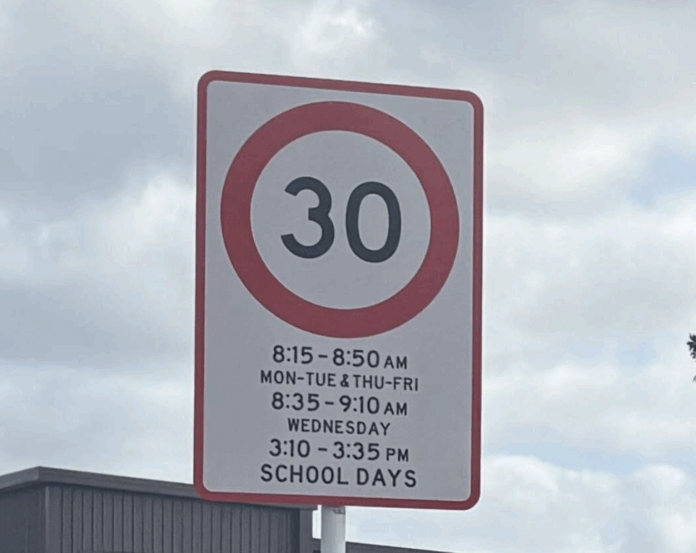 30
8:15 - 8:50 AM
MON-TUE & THU-FRI
8:35 - 9:10 AM
WEDNESDAY
3:10 - 3:35 PM
SCHOOL DAYS